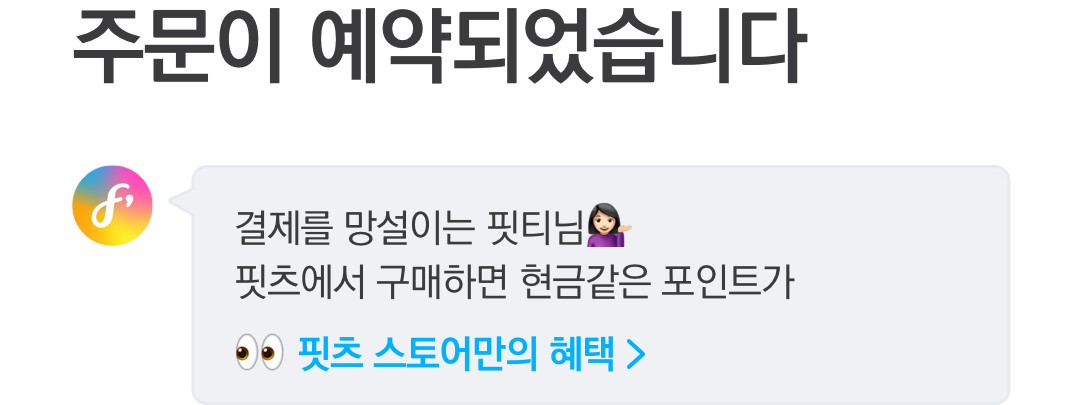 주문이 예약되었습니다
결제를 망설이는 핏티님💁🏻‍♀️
핏츠에서 구매하면 현금같은 포인트가
👀 핏츠 스토어만의 혜택 >